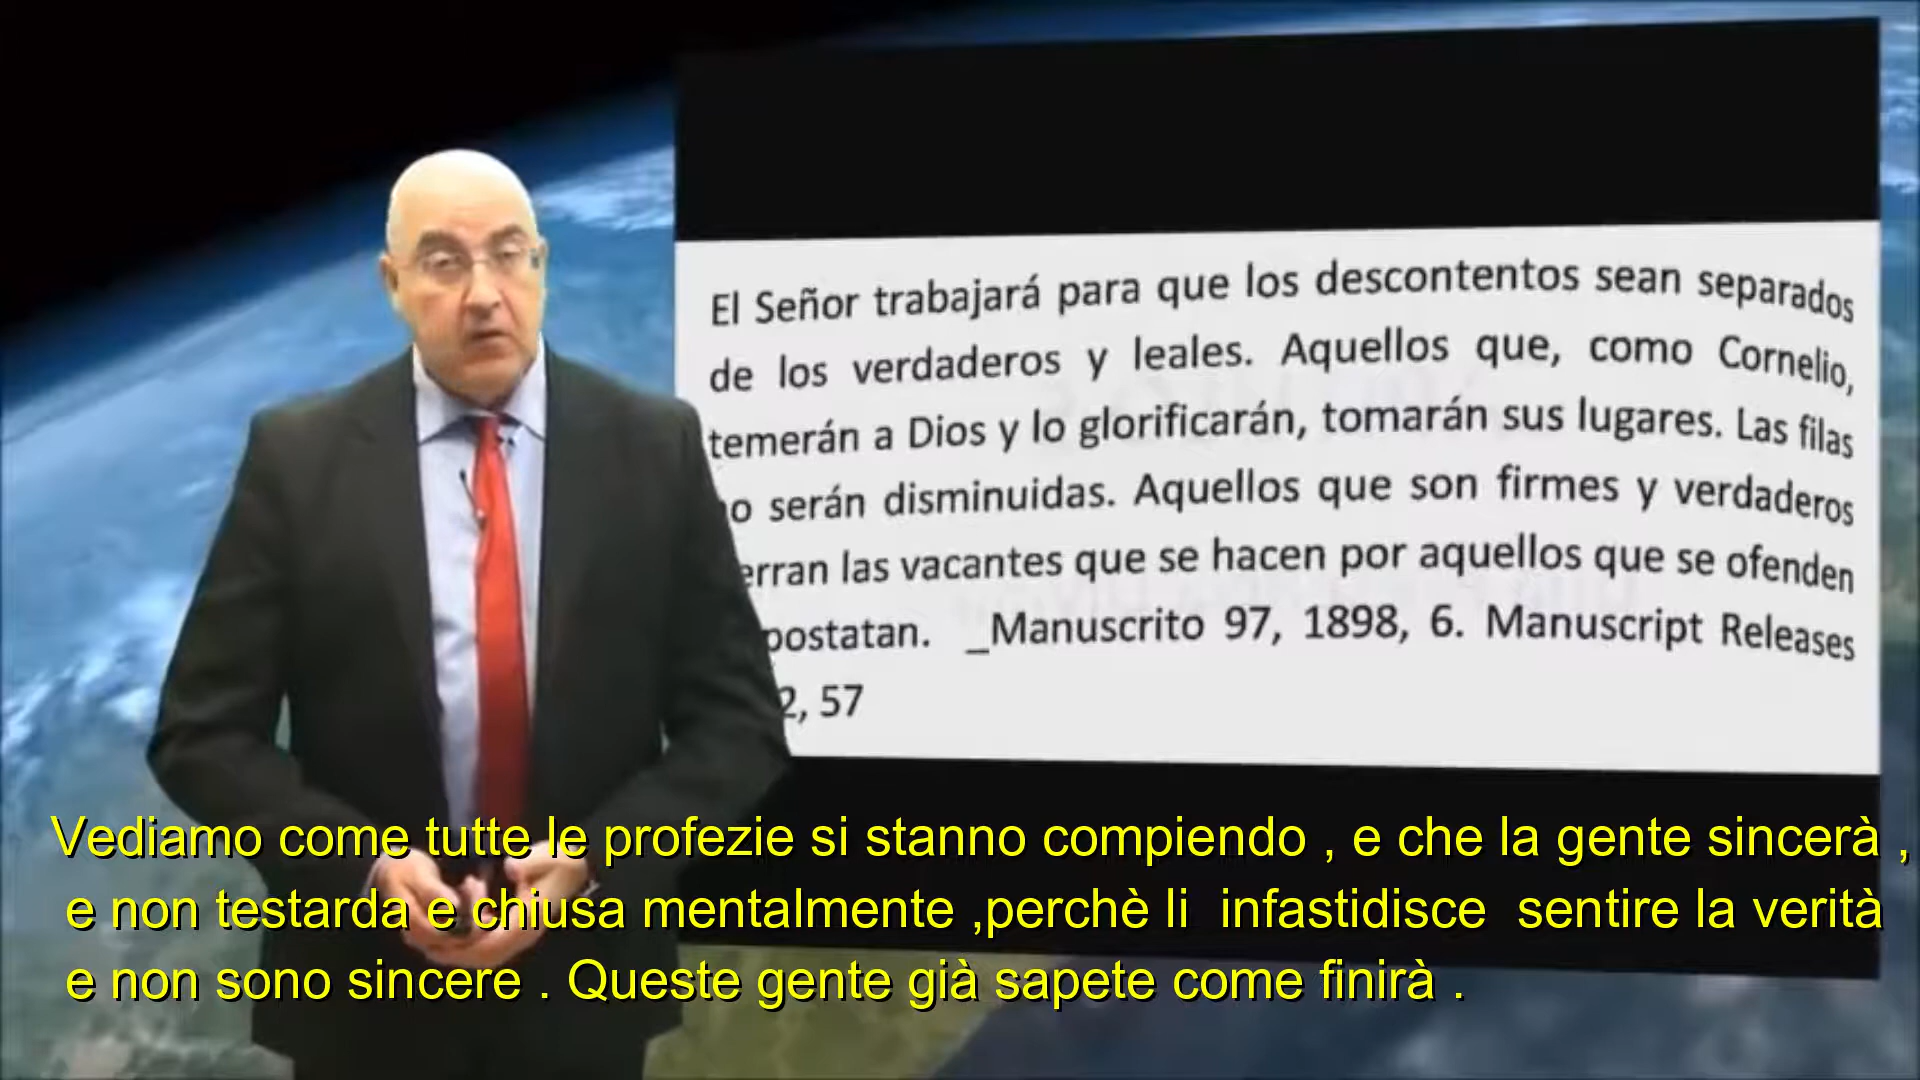 El Señor trabajará para que los descontentos sean separados
de los verdaderos y leales. Aquellos que, como Cornelio,
temerán a Dios y lo glorificarán, tomarán sus lugares. Las filas
serán disminuidas. Aquellos que son firmes y verdaderos
las vacantes que se hacen por aquellos que se ofenden
_Manuscrito 97, 1898, 6. Manuscript Releases
2, 57
Vediamo come tutte le profezie si stanno compiendo , e che la gente sincerà ,
e non testarda e chiusa mentalmente ,perchè li infastidisce sentire la verità
e non sono sincere . Queste gente già sapete come finirà .